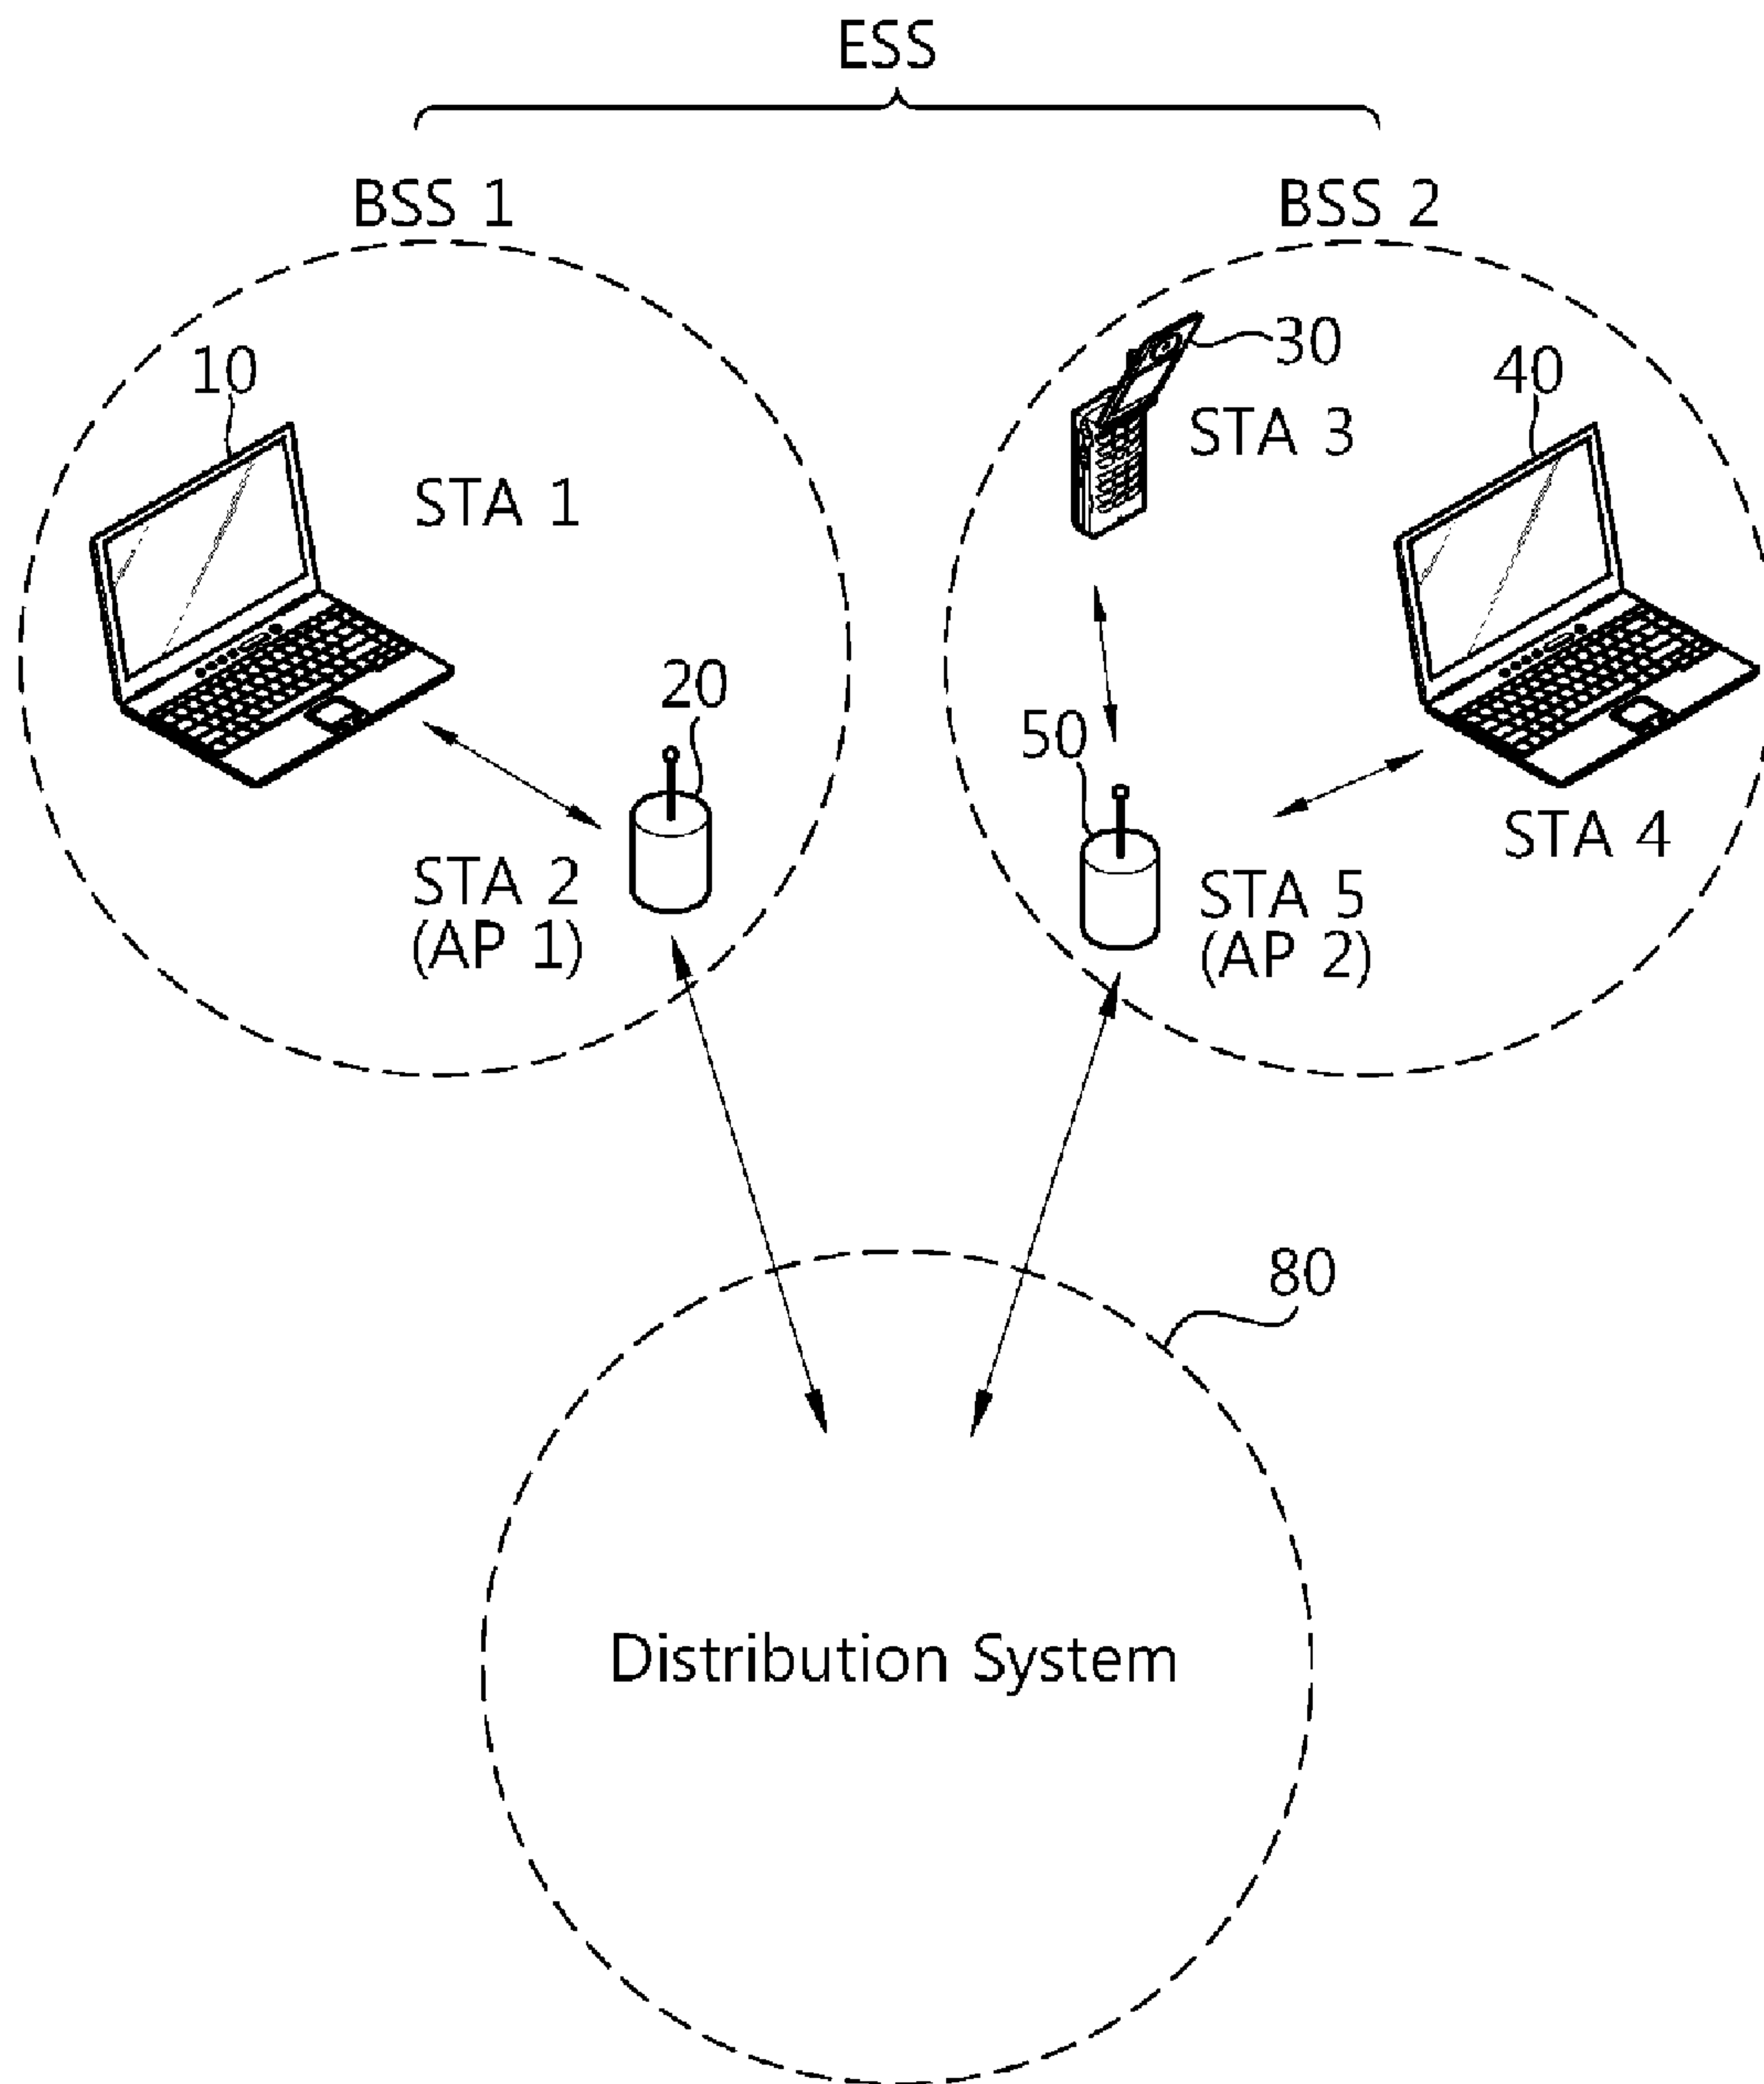 ESS
BSS 1
BSS 2
10
STA 1
20
STA 2
(AP 1)
30
STA 3
40
STA 4
50
STA 5
(AP 2)
80
Distribution System